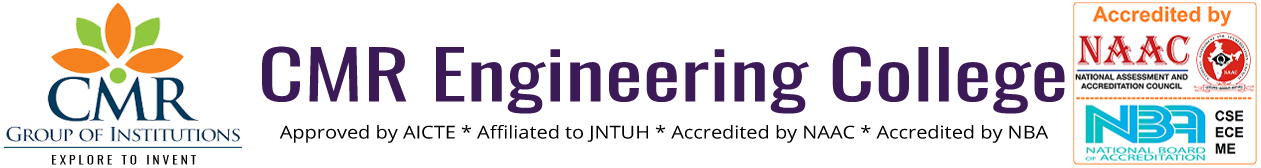 CMR
GROUP OF INSTITUTIONS
EXPLORE TO INVENT
CMR Engineering College
Approved by AICTE * Affiliated to JNTUH * Accredited by NAAC * Accredited by NBA
Accredited by
NAAC
NATIONAL ASSESSMENT AND
ACCREDITATION COUNCIL
NAAC
NBA
NATIONAL BOARD
OF ACCREDITATION
CSE
ECE
ME